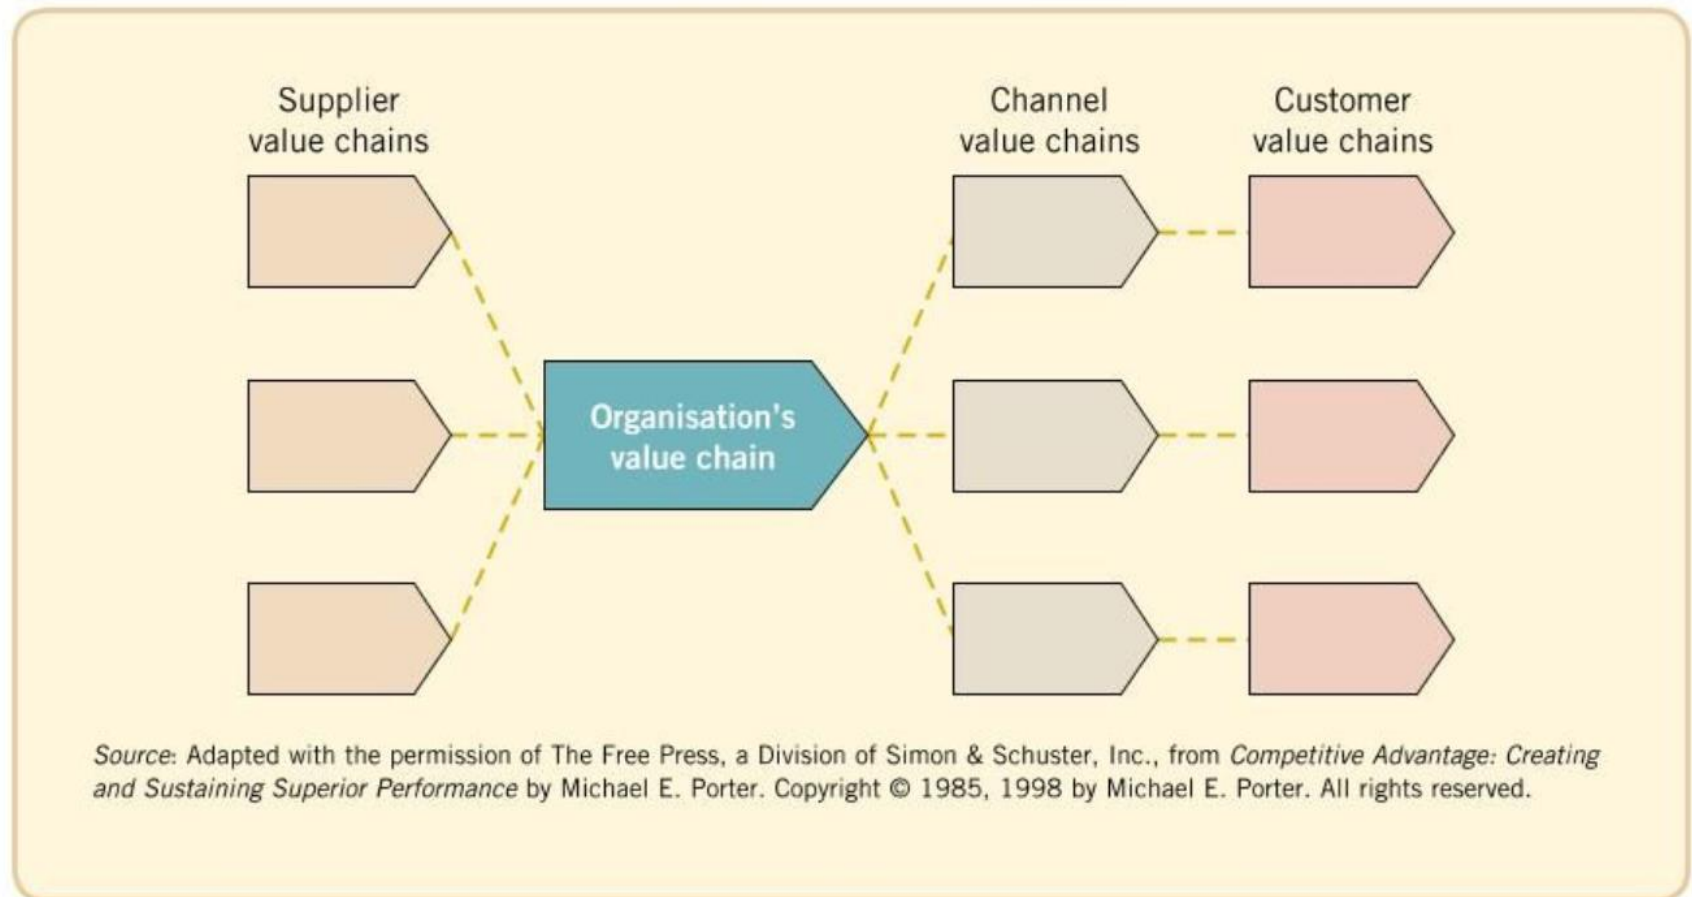 Supplier
value chains
Channel
value chains
Customer
value chains
Organisation's
value chain
Source: Adapted with the permission of The Free Press, a Division of Simon & Schuster, Inc., from Competitive Advantage: Creating
and Sustaining Superior Performance by Michael E. Porter. Copyright © 1985, 1998 by Michael E. Porter. All rights reserved.